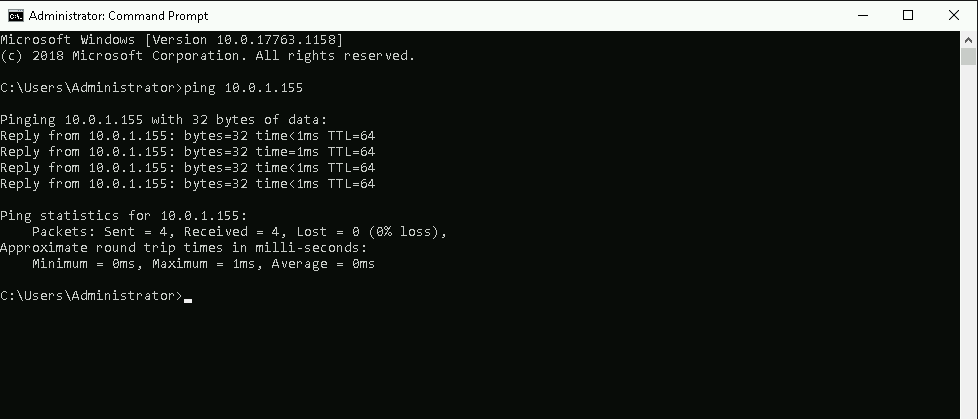 Administrator: Command Prompt
Microsoft Windows [Version 10.0.17763.1158]
(c) 2018 Microsoft Corporation. All rights reserved.
C:\Users\Administrator>ping 10.0.1.155
Pinging 10.0.1.155 with 32 bytes of data:
Reply from 10.0.1.155: bytes=32 time<1ms TTL=64
Reply from 10.0.1.155: bytes=32 time=1ms TTL=64
Reply from 10.0.1.155: bytes=32 time<1ms TTL=64
Reply from 10.0.1.155: bytes=32 time<1ms TTL=64
Ping statistics for 10.0.1.155:
    Packets: Sent = 4, Received = 4, Lost = 0 (0% loss),
Approximate round trip times in milli-seconds:
    Minimum = 0ms, Maximum = 1ms, Average = 0ms
C:\Users\Administrator>